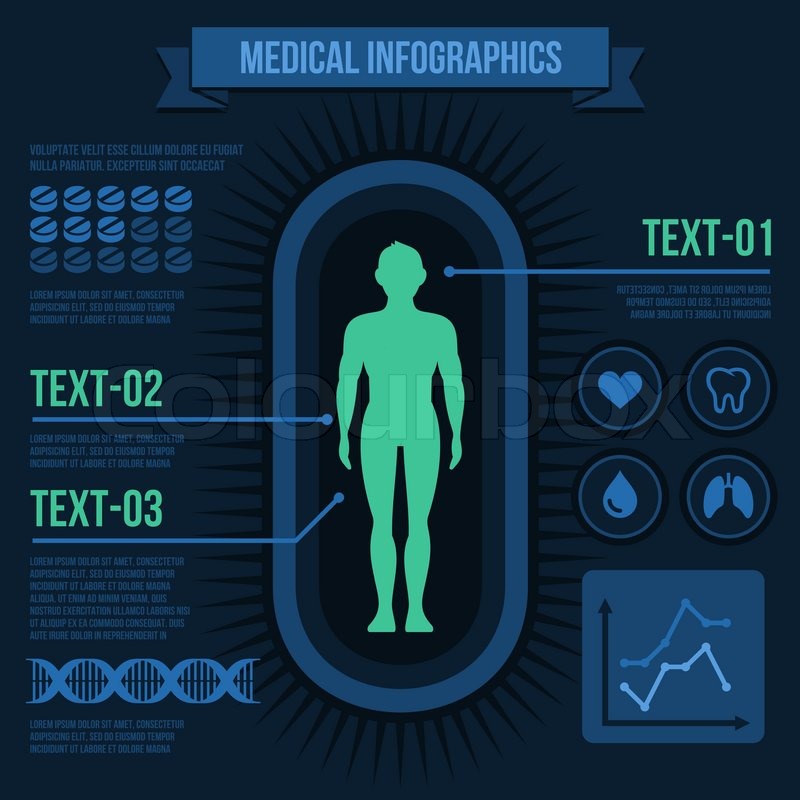 MEDICAL INFOGRAPHICS
VOLUPTATE VELIT ESSE CILLUM DOLORE EU FUGIAT
NULLA PARIATUR. EXCEPTEUR SINT OCCAECAT
LOREM IPSUM DOLOR SIT AMET, CONSECTETUR
ADIPISICING ELIT, SED DO EIUSMOD TEMPOR
INCIDIDUNT UT LABORE ET DOLORE MAGNA
TEXT-01
LOREM IPSUM DOLOR SIT AMET, CONSECTETUR
ADIPISICING ELIT, SED DO EIUSMOD TEMPOR
INCIDIDUNT UT LABORE ET DOLORE MAGNA
TEXT-02
LOREM IPSUM DOLOR SIT AMET, CONSECTETUR
ADIPISICING ELIT, SED DO EIUSMOD TEMPOR
INCIDIDUNT UT LABORE ET DOLORE MAGNA
TEXT-03
LOREM IPSUM DOLOR SIT AMET, CONSECTETUR
ADIPISICING ELIT, SED DO EIUSMOD TEMPOR
INCIDIDUNT UT LABORE ET DOLORE MAGNA
ALIQUA. UT ENIM AD MINIM VENIAM, QUIS
NOSTRUD EXERCITATION ULLAMCO LABORIS NISI
UT ALIQUIP EX EA COMMODO CONSEQUAT. DUIS
AUTE IRURE DOLOR IN REPREHENDERIT IN
LOREM IPSUM DOLOR SIT AMET, CONSECTETUR
ADIPISICING ELIT, SED DO EIUSMOD TEMPOR
INCIDIDUNT UT LABORE ET DOLORE MAGNA
colourbox